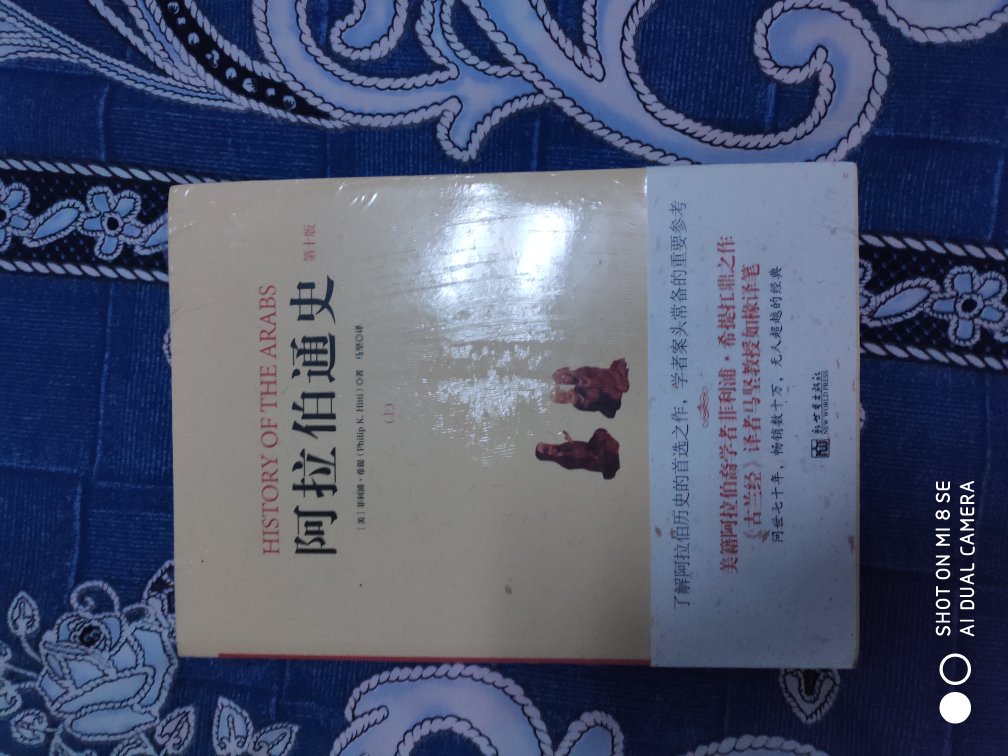 HISTORY OF THE ARABS
阿拉伯通史 第十版
［美］菲利浦·希提（Philip K. Hitti）◎著 马坚◎译
（上）
了解阿拉伯历史的首选之作，学者案头常备的重要参考
美籍阿拉伯裔学者菲利浦·希提扛鼎之作
《古兰经》译者马坚教授如椽译笔
问世七十年，畅销数十万，无人超越的经典
新世界出版社
NEW WORLD PRESS
SHOT ON MI 8 SE
AI DUAL CAMERA